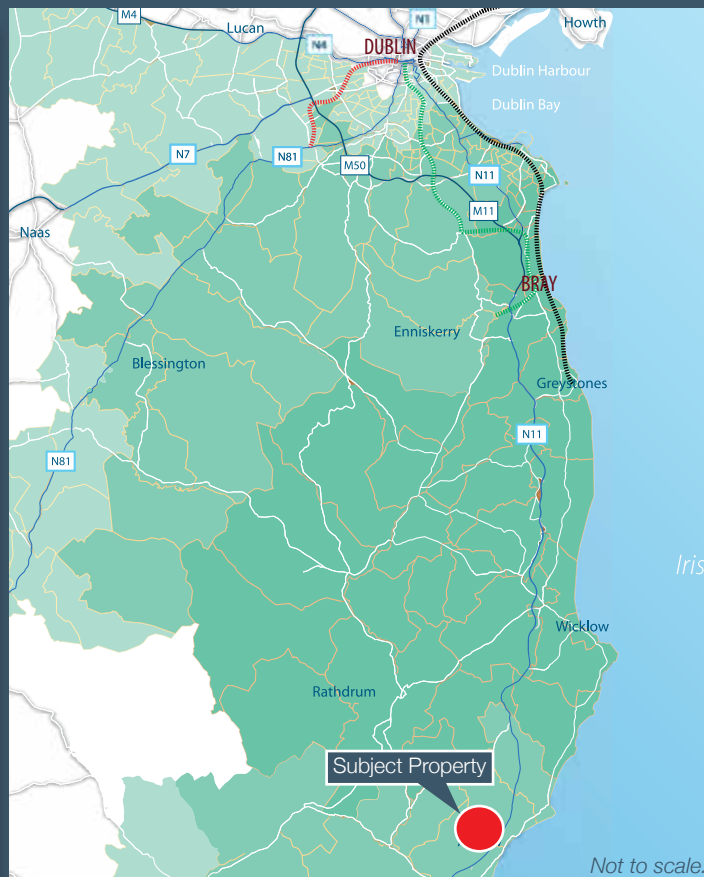 M4
N1
Howth
Lucan
N4
DUBLIN
Dublin Harbour
Dublin Bay
N7
N81
M50
N11
M11
Naas
BRAY
Enniskerry
Blessington
Greystones
N11
N81
Wicklow
Rathdrum
Subject Property
Not to scale.